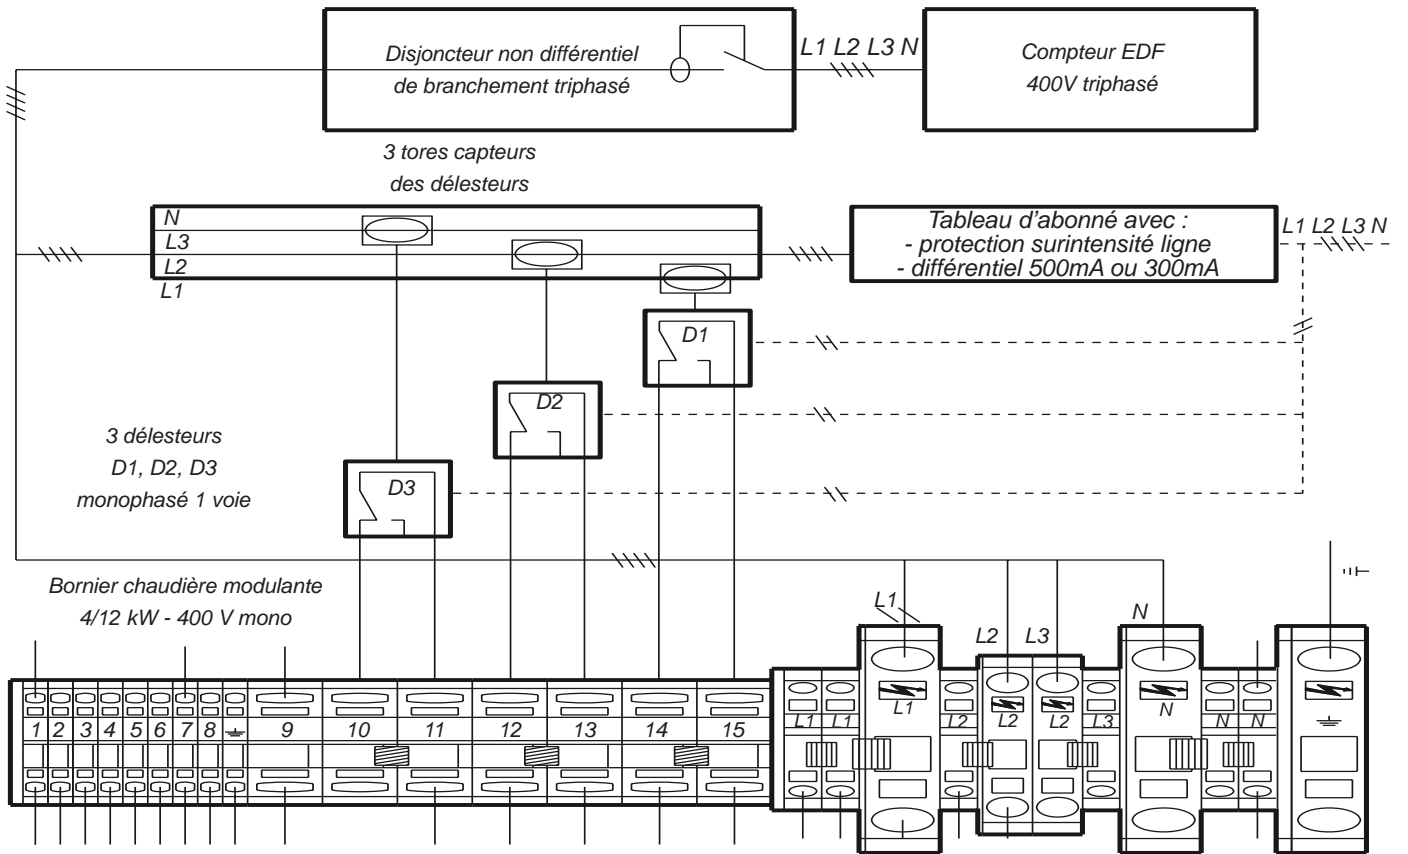 Disjoncteur non différentiel
de branchement triphasé
L1 L2 L3 N
Compteur EDF
400V triphasé
3 tores capteurs
des délesteurs
N
L3
L2
L1
Tableau d'abonné avec :
- protection surintensité ligne
- différentiel 500mA ou 300mA
L1 L2 L3 N
D1
D2
D3
3 délesteurs
D1, D2, D3
monophasé 1 voie
Bornier chaudière modulante
4/12 kW - 400 V mono
L1
L2
L3
N
1 2 3 4 5 6 7 8 9 10 11 12 13 14 15
L1 L1 L1 L2 L2 L2 L3 N N N